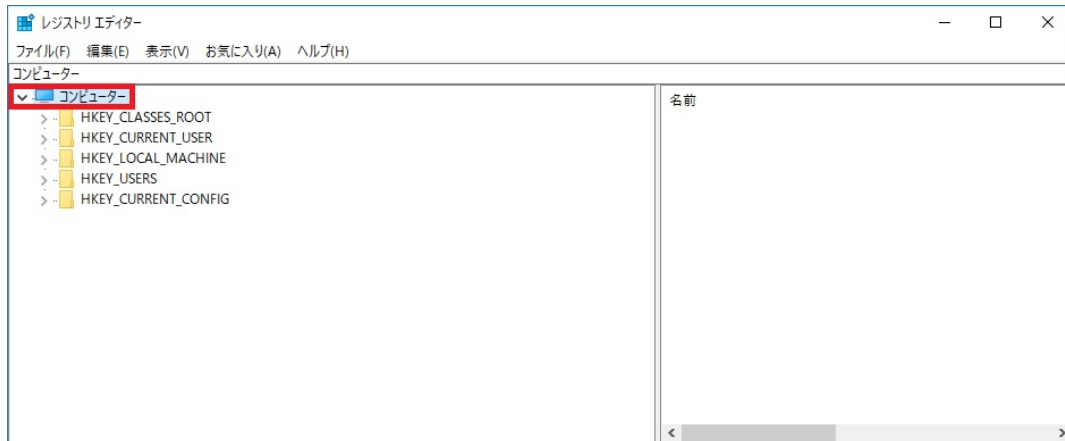 レジストリ エディター
ファイル(F) 編集(E) 表示(V) お気に入り(A) ヘルプ(H)
コンピューター
コンピューター
HKEY_CLASSES_ROOT
HKEY_CURRENT_USER
HKEY_LOCAL_MACHINE
HKEY_USERS
HKEY_CURRENT_CONFIG
名前